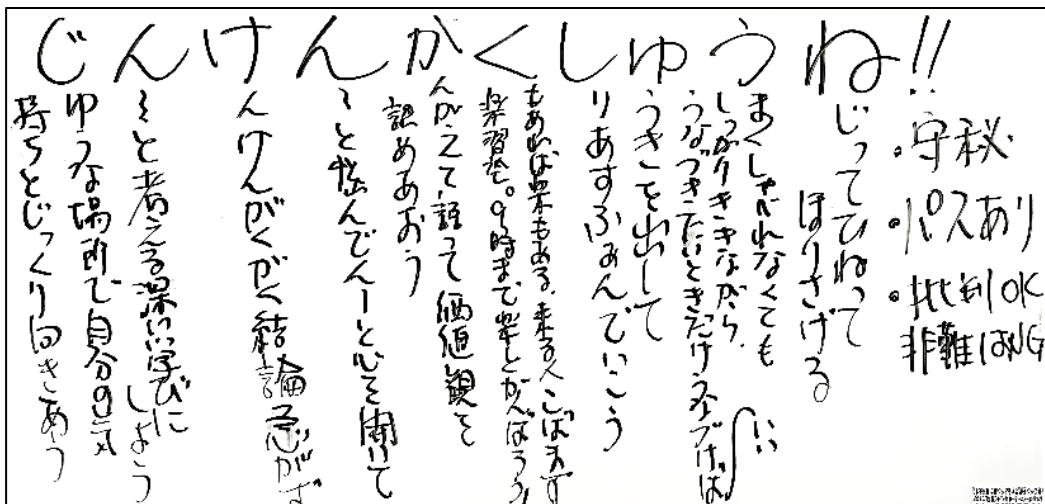 じんけんがくしゅうね!!
・守秘
・パスあり
・批判OK
非難はNG
じってひねって
ほりさげる
まくしゃべれなくても
しっかりききながら、
うなづきたいときだけうなづけば
いい
うきを出して
りあすふぁんでいこう
もあれば楽もある、来る人こばまず
楽習会。9時まで楽しとがんばろう!
んがえて、語って価値観を
認めあおう
〜と悩んでんーと心を開いて
んけんがくがく結論急がず
〜と考える深い学びに
しよう
ゆうな場所で自分の気
持ちとじっくり向きあう